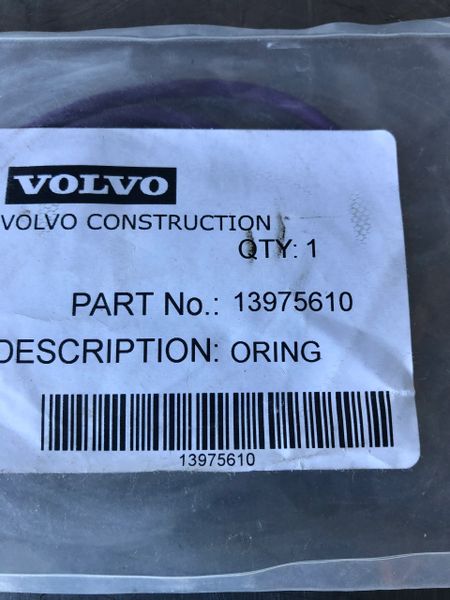 VOLVO
VOLVO CONSTRUCTION
QTY: 1
PART No.: 13975610
DESCRIPTION: ORING
13975610